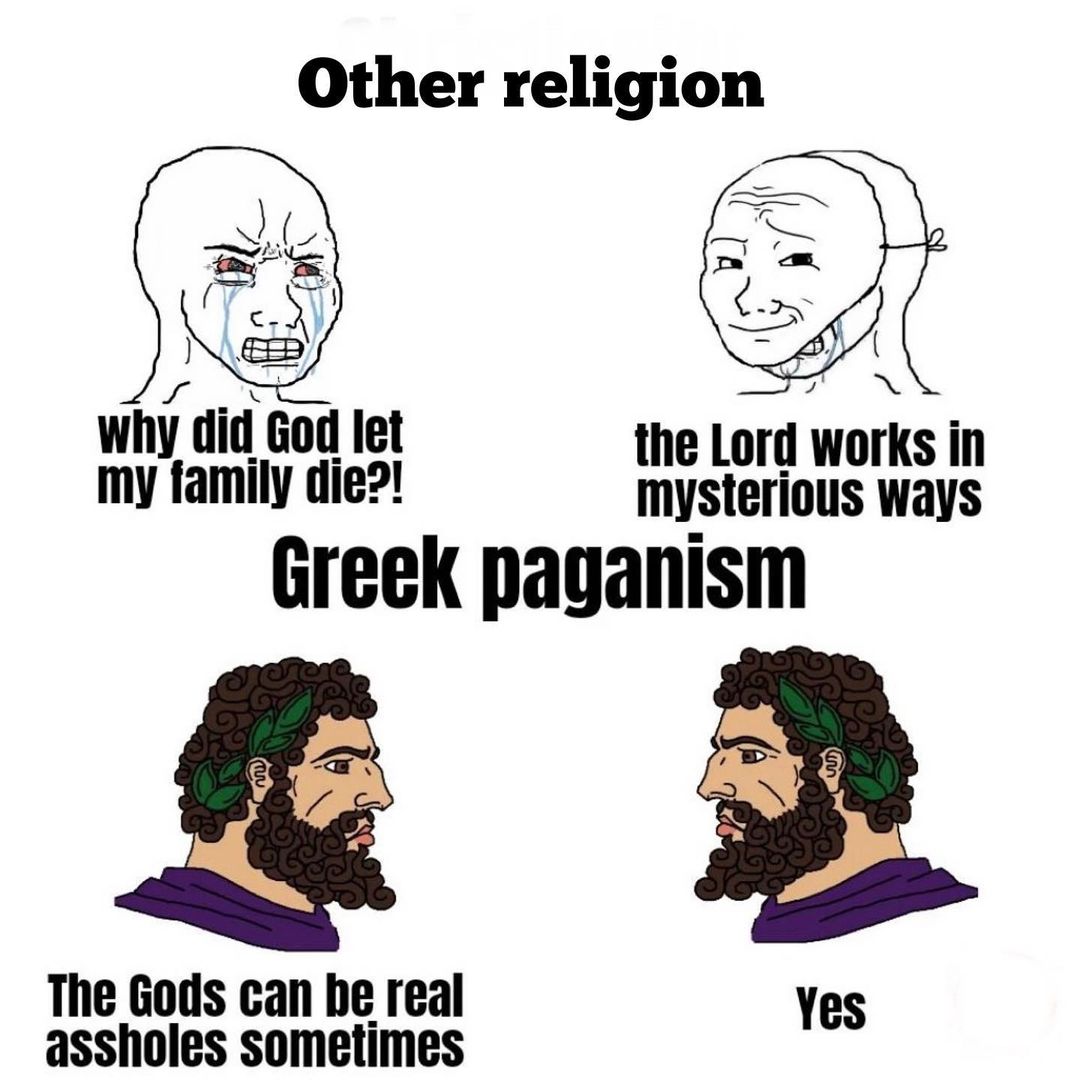 Other religion
why did God let
my family die?!
the Lord works in
mysterious ways
Greek paganism
The Gods can be real
assholes sometimes
Yes